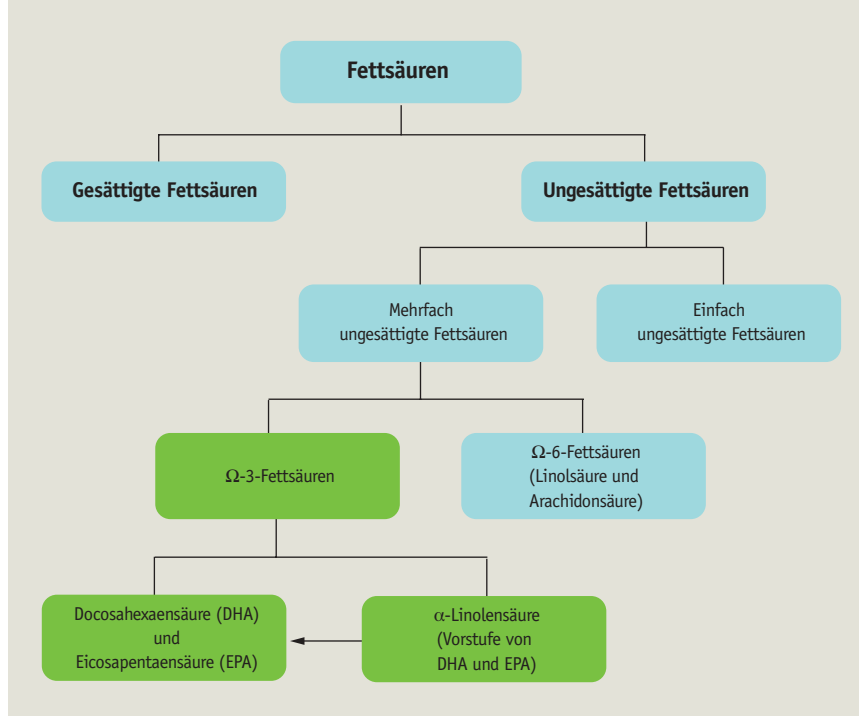 Fettsäuren
Gesättigte Fettsäuren
Ungesättigte Fettsäuren
Mehrfach
ungesättigte Fettsäuren
Einfach
ungesättigte Fettsäuren
Ω-3-Fettsäuren
Ω-6-Fettsäuren
(Linolsäure und
Arachidonsäure)
Docosahexaensäure (DHA)
und
Eicosapentaensäure (EPA)
α-Linolensäure
(Vorstufe von
DHA und EPA)